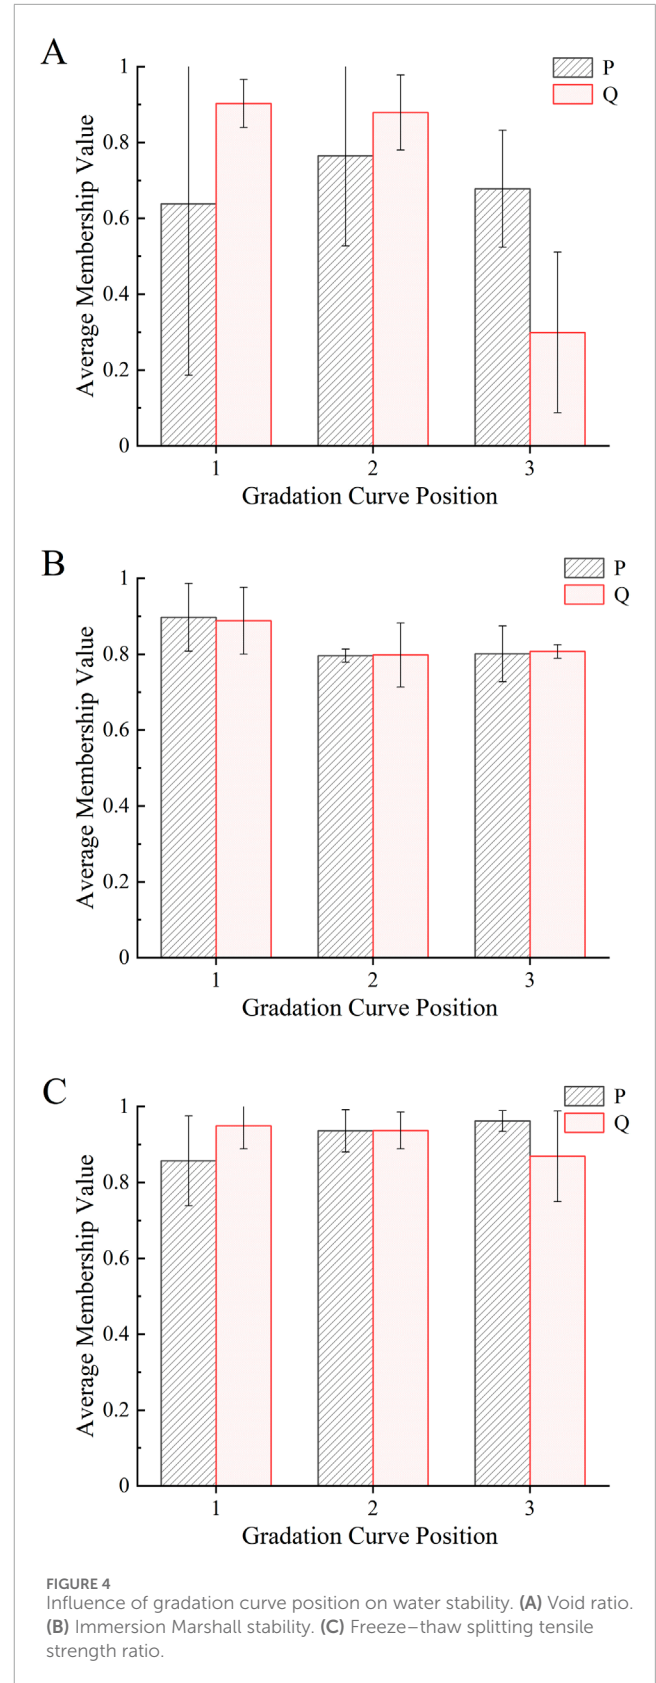 A
P
Q
1
0.8
0.6
0.4
0.2
0
Average Membership Value
1 2 3
Gradation Curve Position
B
P
Q
1
0.8
0.6
0.4
0.2
0
Average Membership Value
1 2 3
Gradation Curve Position
C
P
Q
1
0.8
0.6
0.4
0.2
0
Average Membership Value
1 2 3
Gradation Curve Position
FIGURE 4
Influence of gradation curve position on water stability. (A) Void ratio.
(B) Immersion Marshall stability. (C) Freeze–thaw splitting tensile
strength ratio.